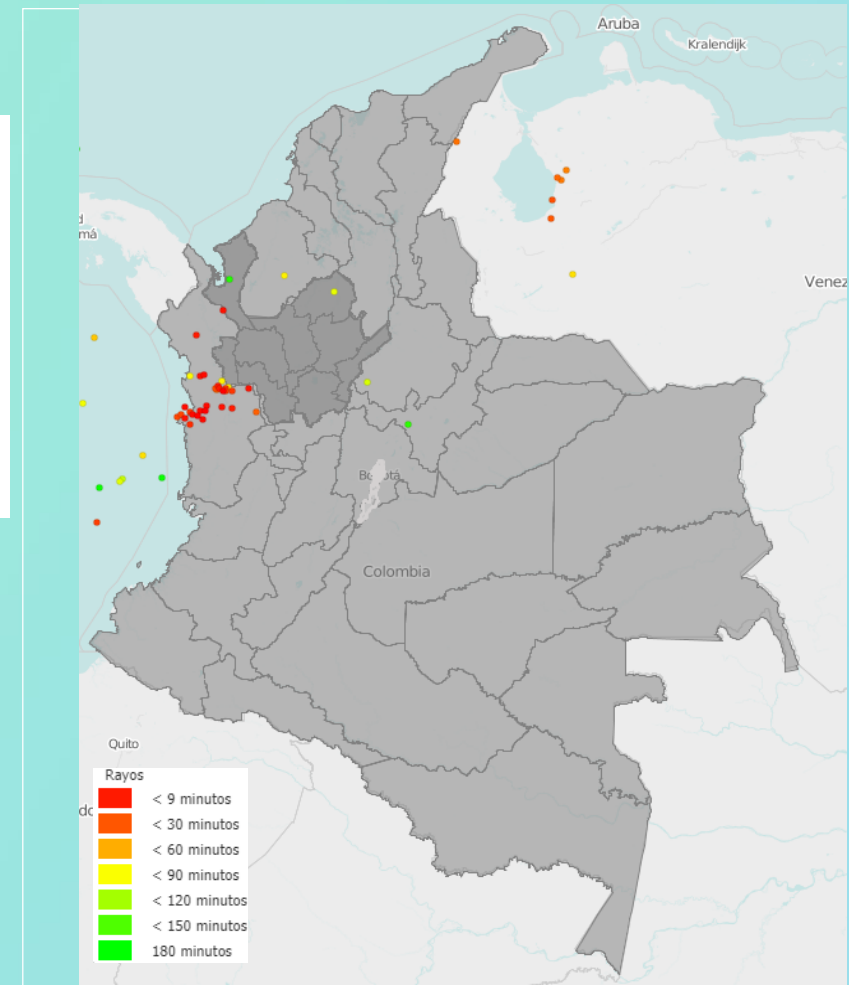 Aruba
Kralendijk
d
má
Venez
Bogotá
Colombia
Quito
do
Rayos
< 9 minutos
< 30 minutos
< 60 minutos
< 90 minutos
< 120 minutos
< 150 minutos
180 minutos